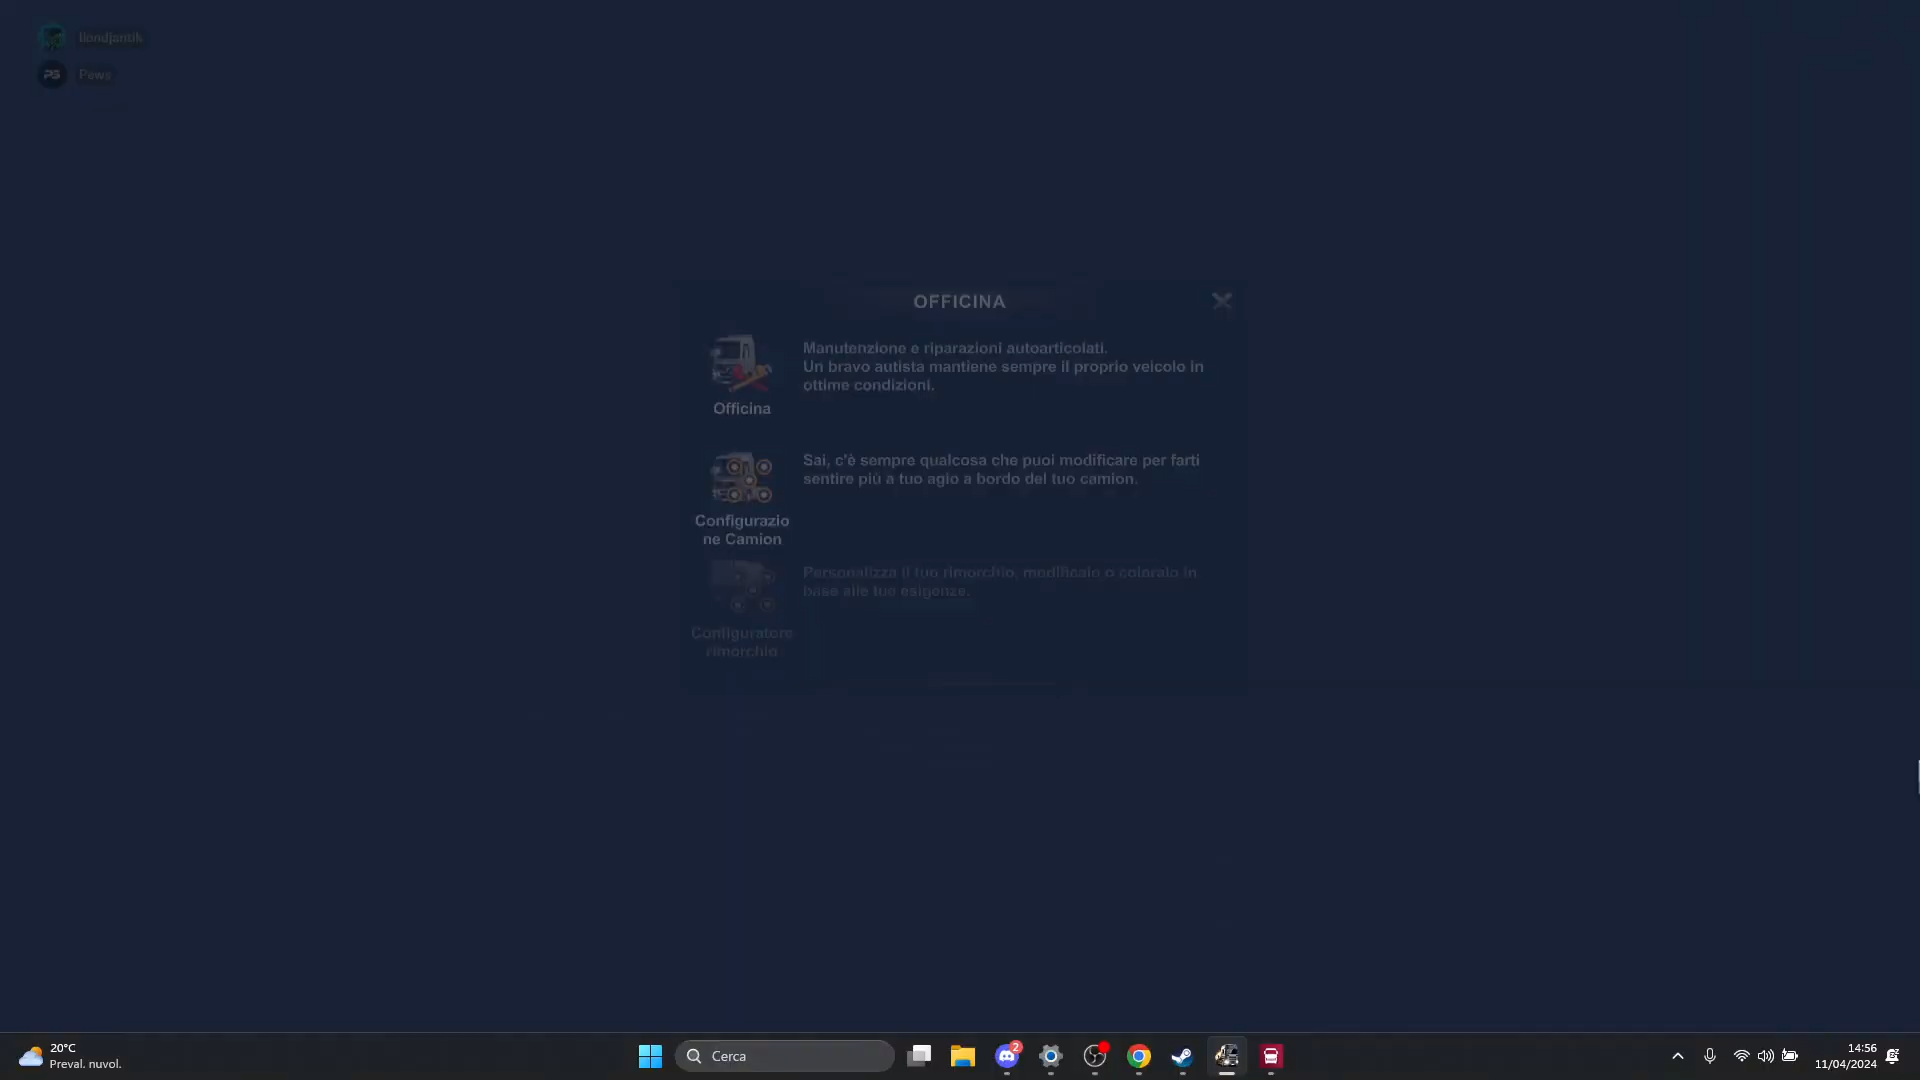 Ilondjantik
Pews
OFFICINA
Manutenzione e riparazioni autoarticolati.
Un bravo autista mantiene sempre il proprio veicolo in
ottime condizioni.
Officina
Sai, c'è sempre qualcosa che puoi modificare per farti
sentire più a tuo agio a bordo del tuo camion.
Configurazio
ne Camion
Personalizza il tuo rimorchio, modificalo o coloralo in
base alle tue esigenze.
Configuratore
rimorchio
20°C
Preval. nuvol.
Cerca
2
14:56
11/04/2024